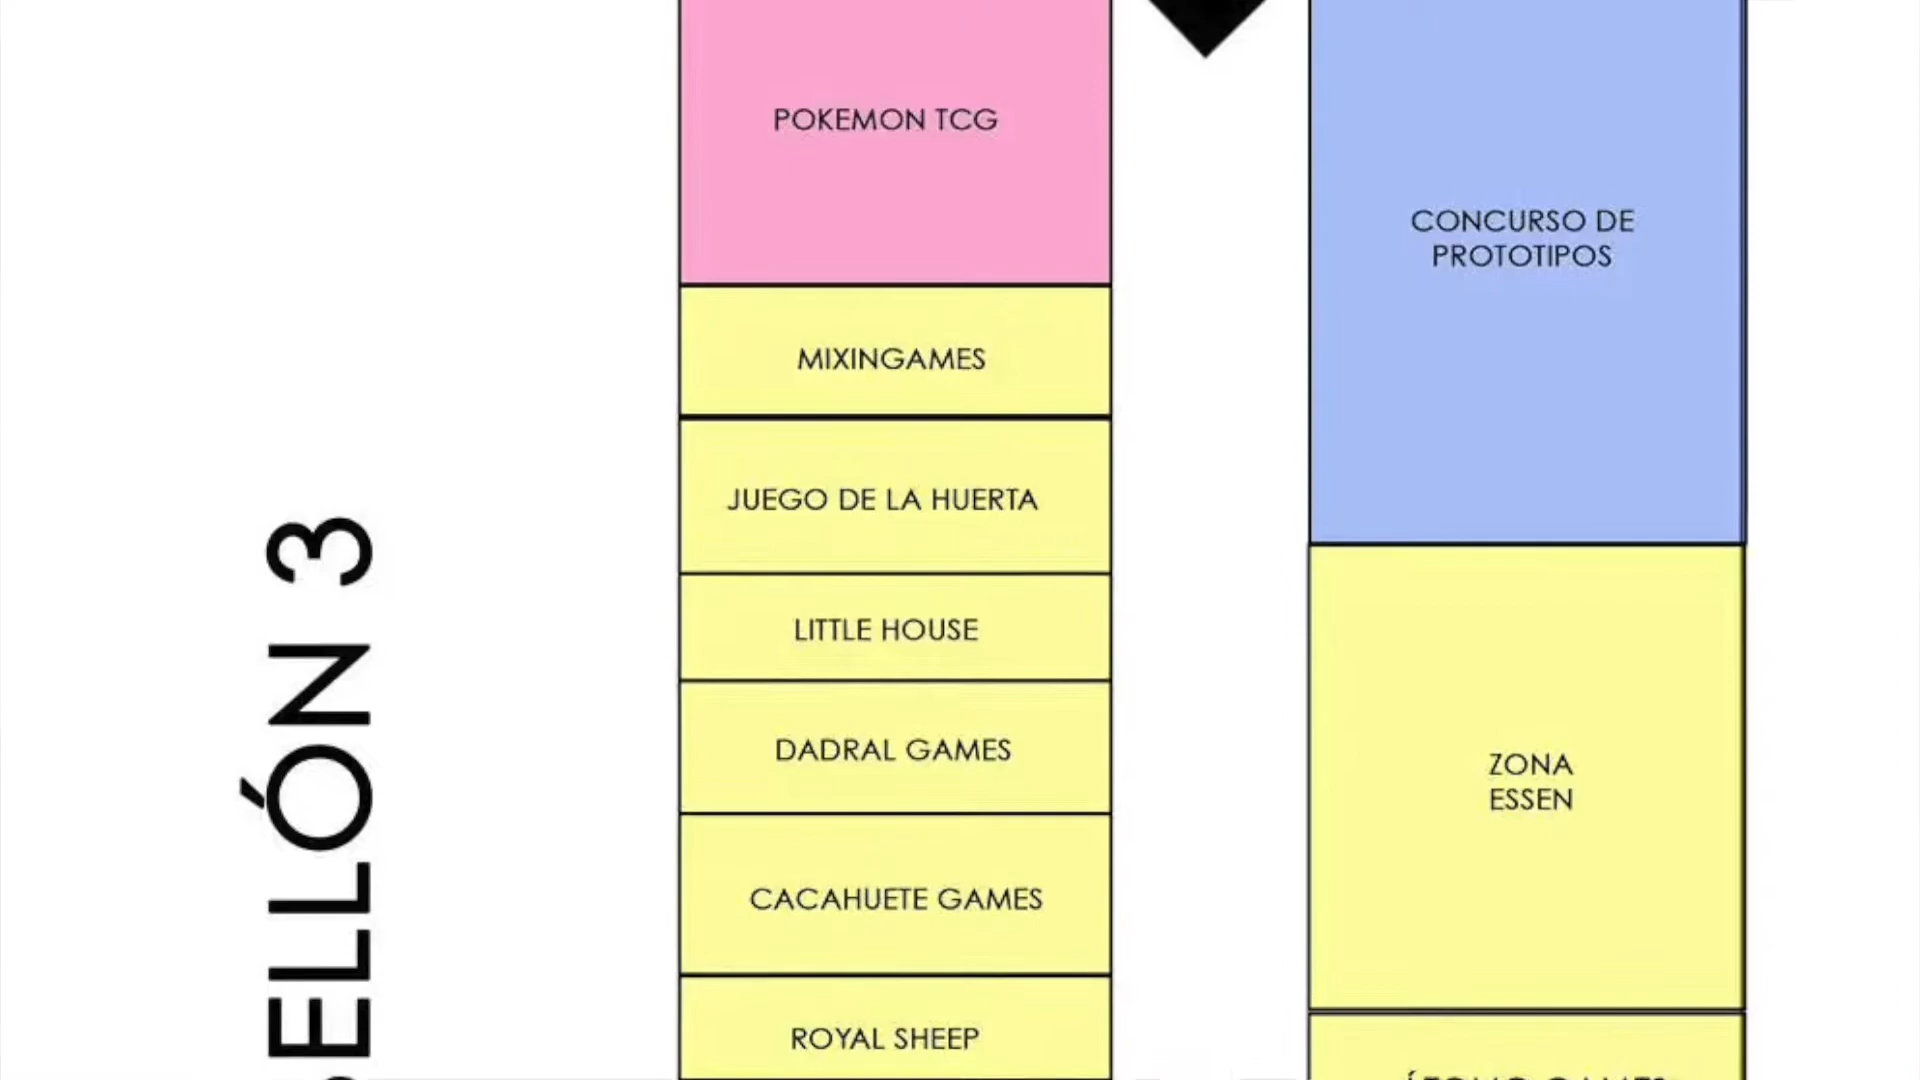 POKEMON TCG
MIXINGAMES
JUEGO DE LA HUERTA
LITTLE HOUSE
DADRAL GAMES
CACAHUETE GAMES
ROYAL SHEEP
CONCURSO DE
PROTOTIPOS
ZONA
ESSEN
GAMES
ELLÓN 3